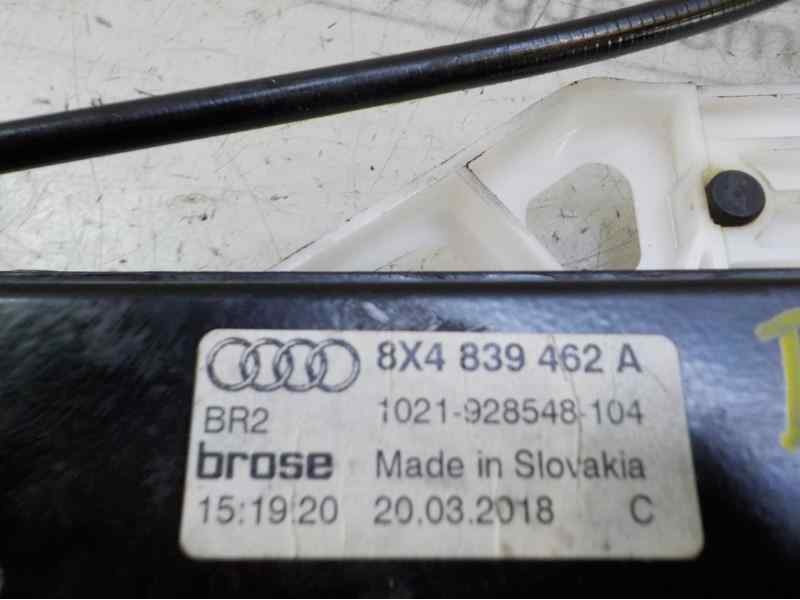 8X4 839 462 A
BR2
1021-928548-104
brose
Made in Slovakia
15:19:20
20.03.2018
C